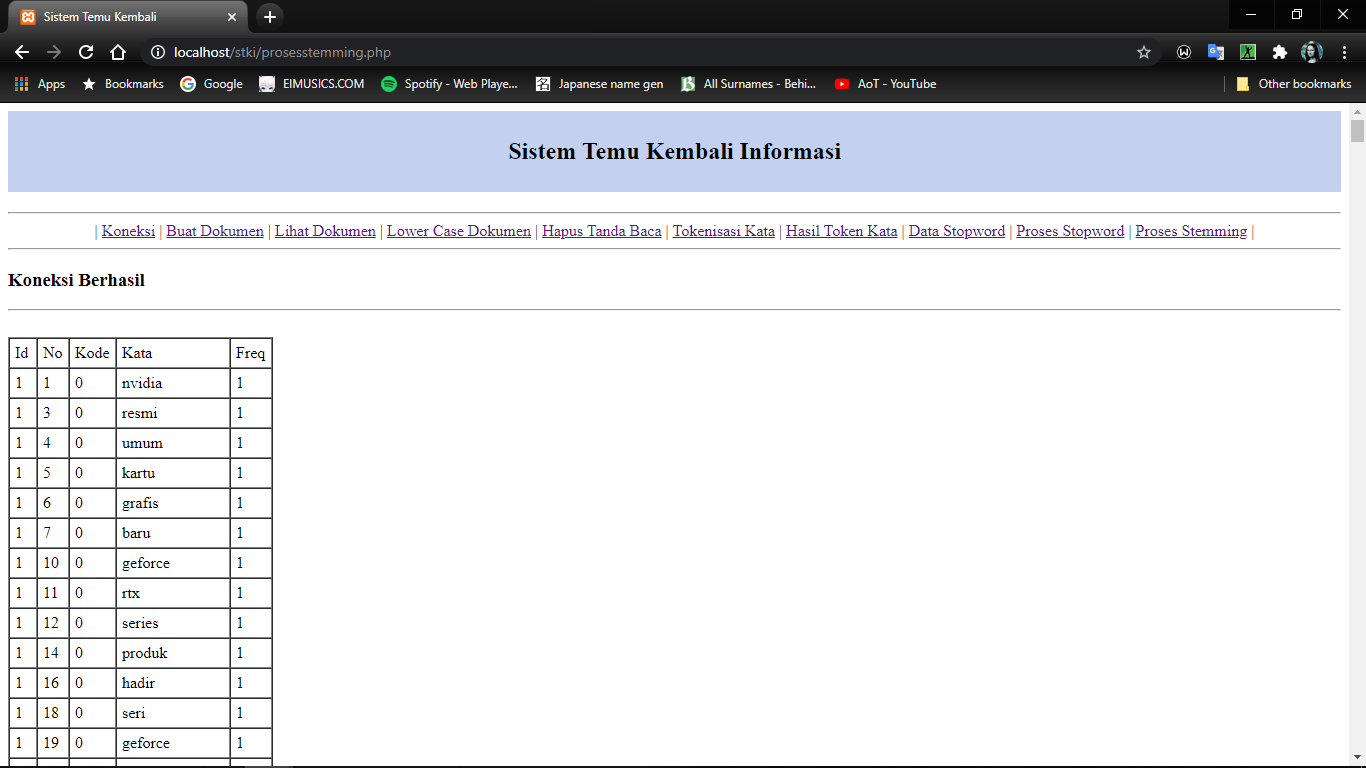 Sistem Temu Kembali
localhost/stki/prosesstemming.php
Apps Bookmarks Google EIMUSICS.COM Spotify - Web Playe... Japanese name gen All Surnames - Behi... AoT - YouTube Other bookmarks
Sistem Temu Kembali Informasi
| Koneksi | Buat Dokumen | Lihat Dokumen | Lower Case Dokumen | Hapus Tanda Baca | Tokenisasi Kata | Hasil Token Kata | Data Stopword | Proses Stopword | Proses Stemming |
Koneksi Berhasil
Id No Kode Kata Freq
1 1 0 nvidia 1
1 3 0 resmi 1
1 4 0 umum 1
1 5 0 kartu 1
1 6 0 grafis 1
1 7 0 baru 1
1 10 0 geforce 1
1 11 0 rtx 1
1 12 0 series 1
1 14 0 produk 1
1 16 0 hadir 1
1 18 0 seri 1
1 19 0 geforce 1